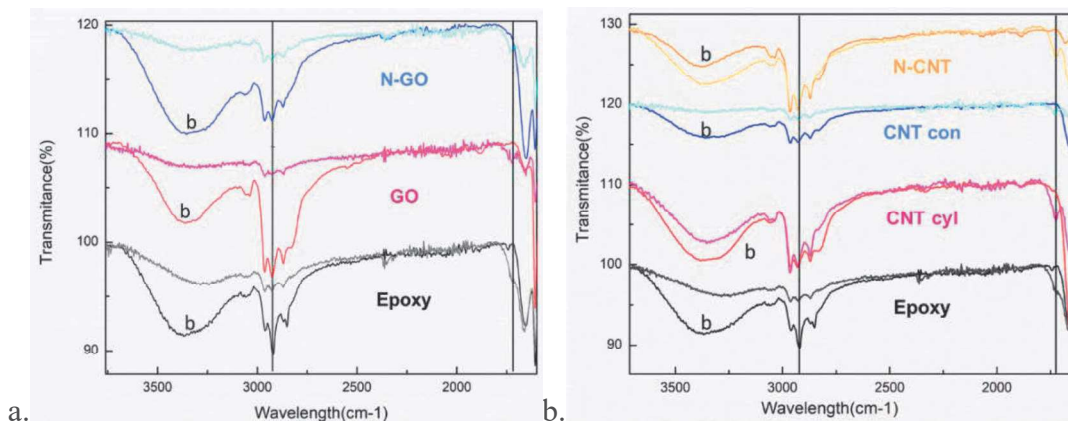 120
110
100
90
Transmitance(%)
b
N-GO
b
GO
b
Epoxy
3500 3000 2500 2000
Wavelength(cm-1)
a.
130
120
110
100
90
Transmitance(%)
b
N-CNT
b
CNT con
b
CNT cyl
b
Epoxy
3500 3000 2500 2000
Wavelength(cm-1)
b.